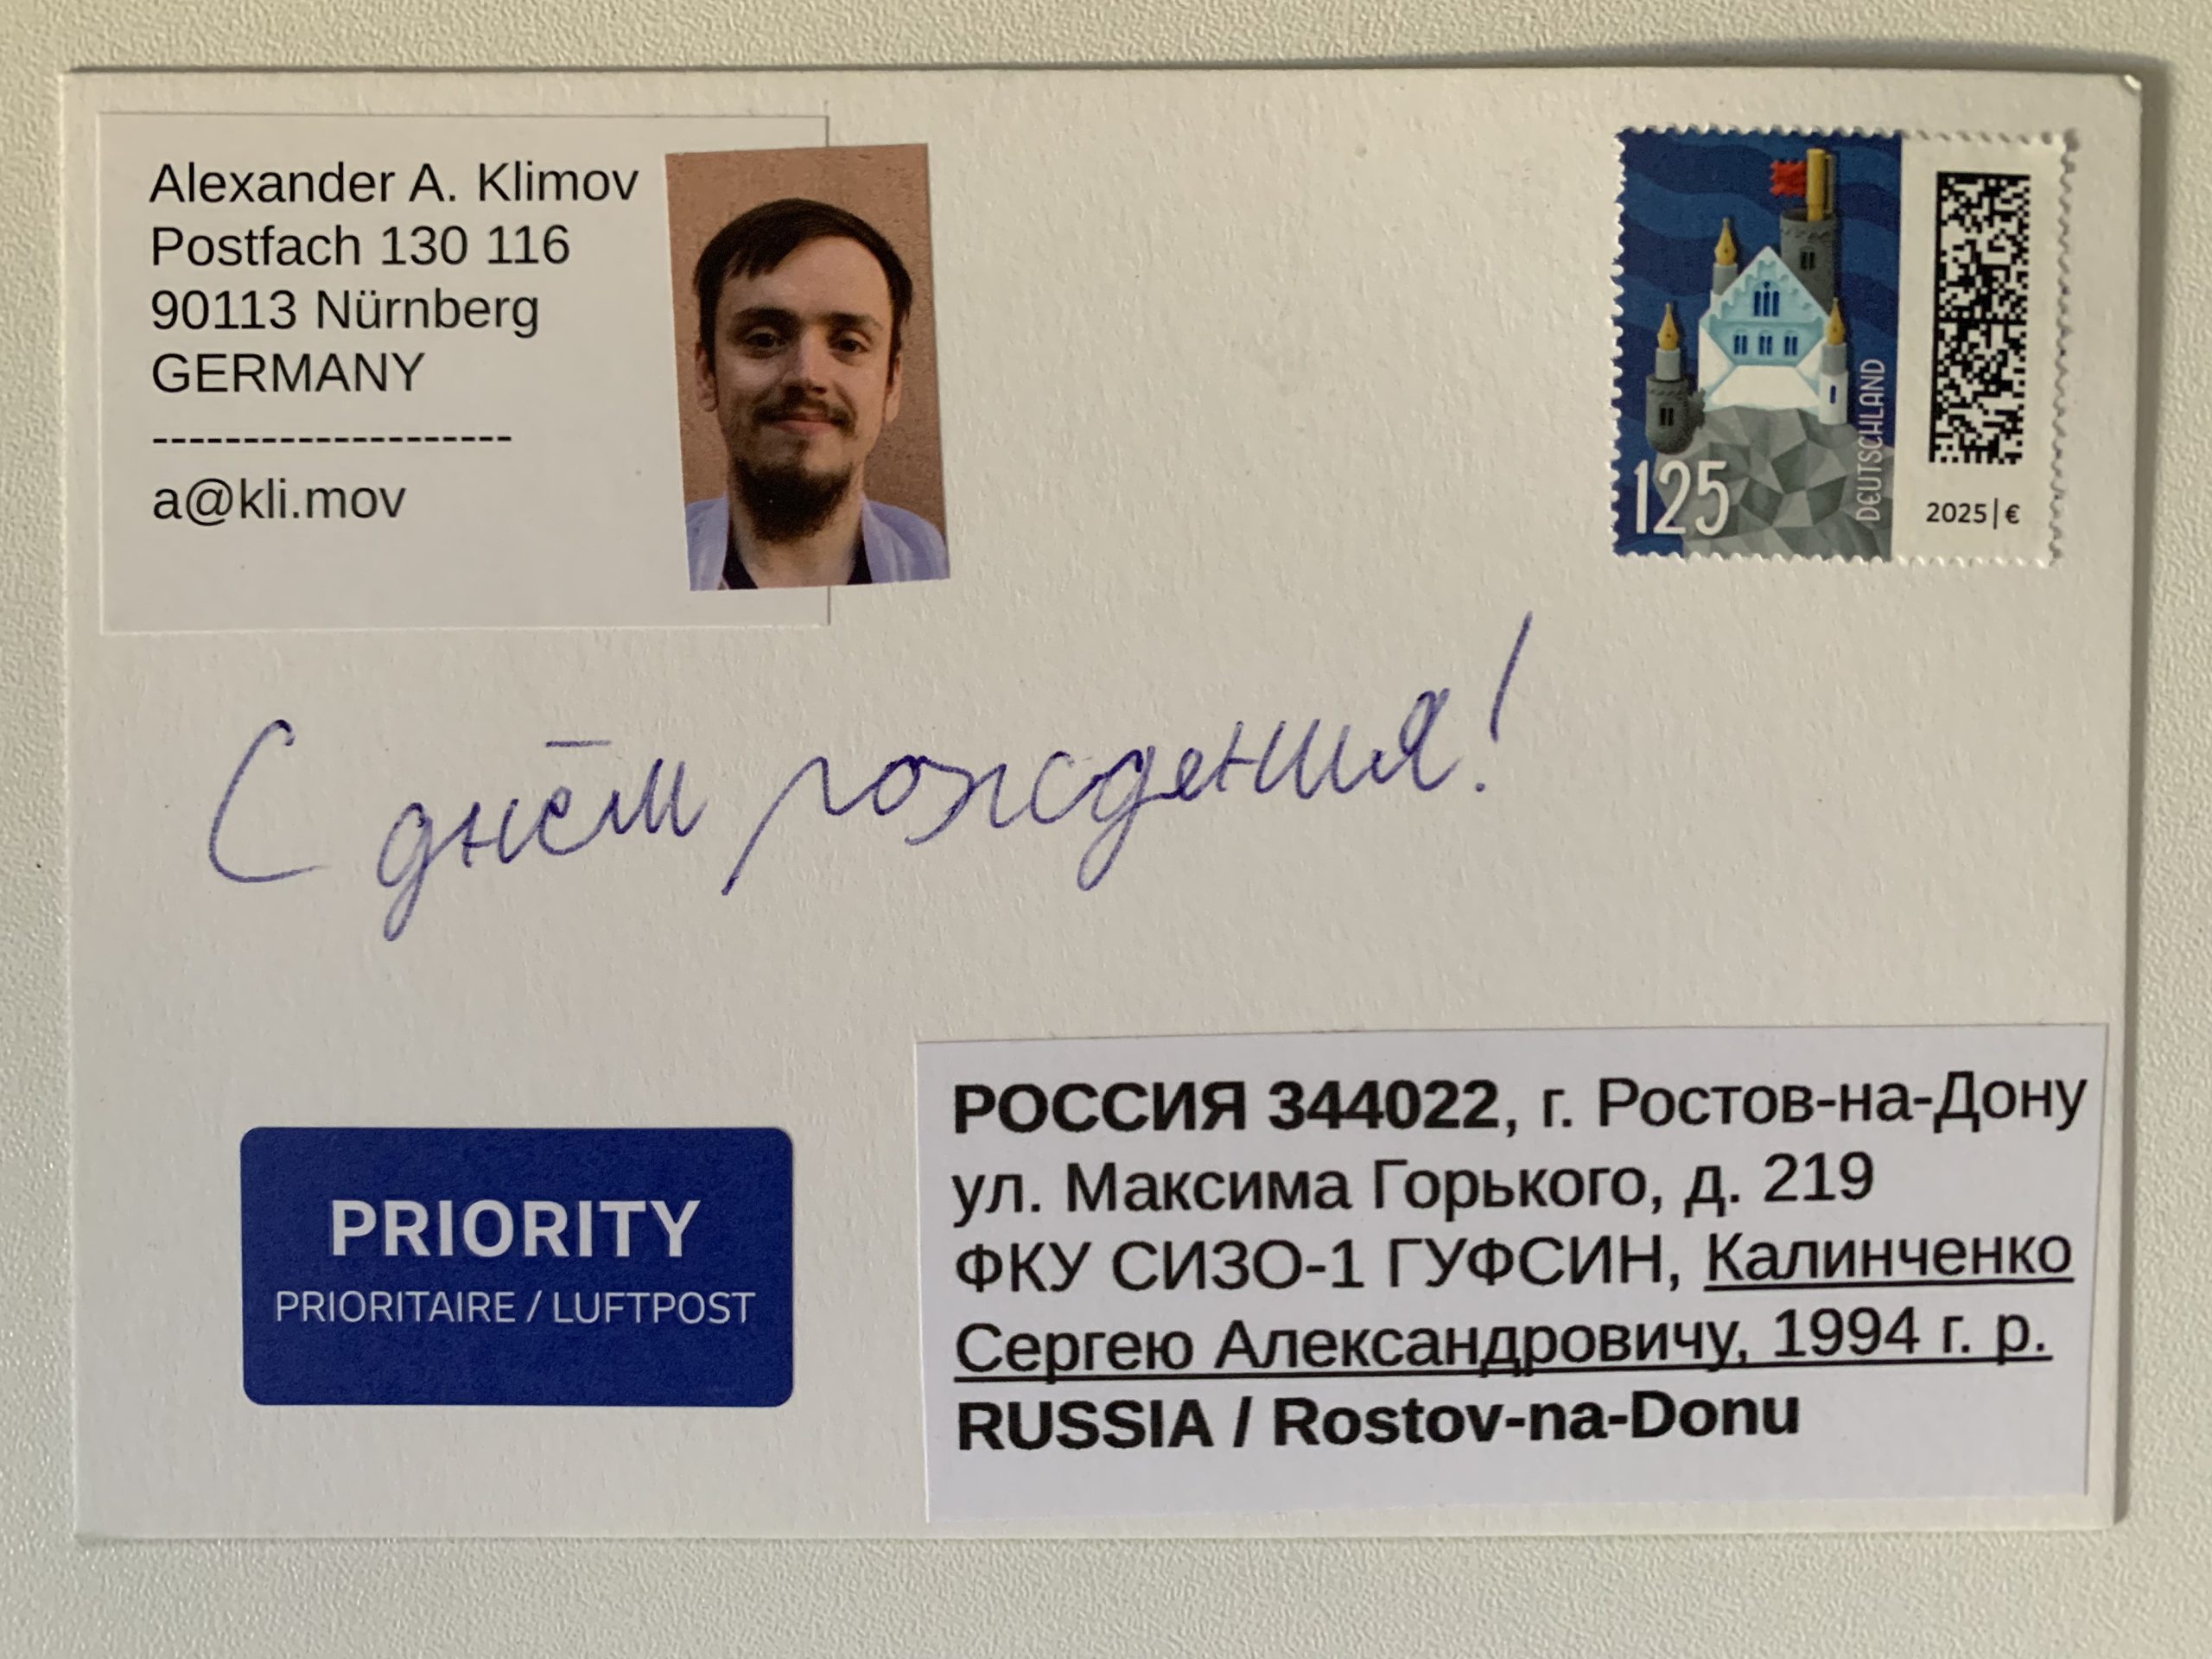 Alexander A. Klimov
Postfach 130 116
90113 Nürnberg
GERMANY
--------------------
a@kli.mov
125
DEUTSCHLAND
2025|€
С днём рождения!
PRIORITY
PRIORITAIRE / LUFTPOST
РОССИЯ 344022, г. Ростов-на-Дону
ул. Максима Горького, д. 219
ФКУ СИЗО-1 ГУФСИН, Калинченко
Сергею Александровичу, 1994 г. р.
RUSSIA / Rostov-na-Donu